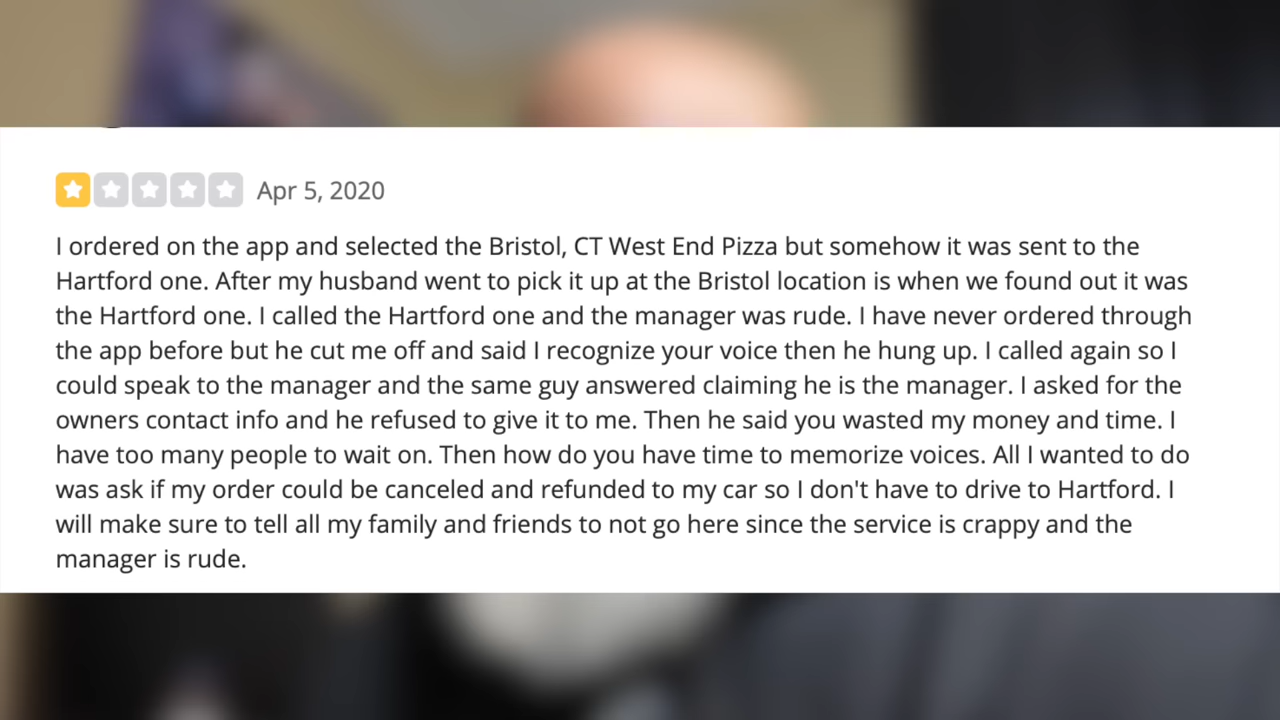 Apr 5, 2020
I ordered on the app and selected the Bristol, CT West End Pizza but somehow it was sent to the
Hartford one. After my husband went to pick it up at the Bristol location is when we found out it was
the Hartford one. I called the Hartford one and the manager was rude. I have never ordered through
the app before but he cut me off and said I recognize your voice then he hung up. I called again so I
could speak to the manager and the same guy answered claiming he is the manager. I asked for the
owners contact info and he refused to give it to me. Then he said you wasted my money and time. I
have too many people to wait on. Then how do you have time to memorize voices. All I wanted to do
was ask if my order could be canceled and refunded to my car so I don't have to drive to Hartford. I
will make sure to tell all my family and friends to not go here since the service is crappy and the
manager is rude.